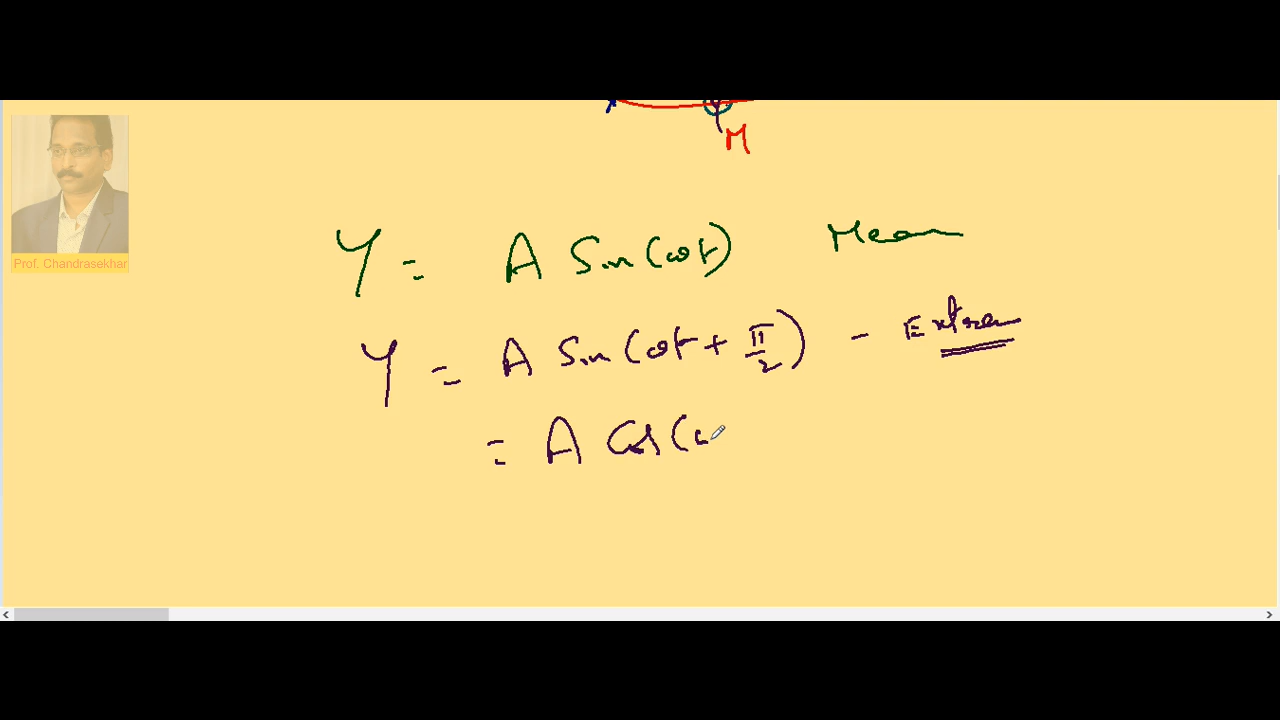 M
Y = A Sin(ωt) Mean
Y = A Sin(ωt + π/2) - Extreme
= A Cos(
Prof. Chandrasekhar